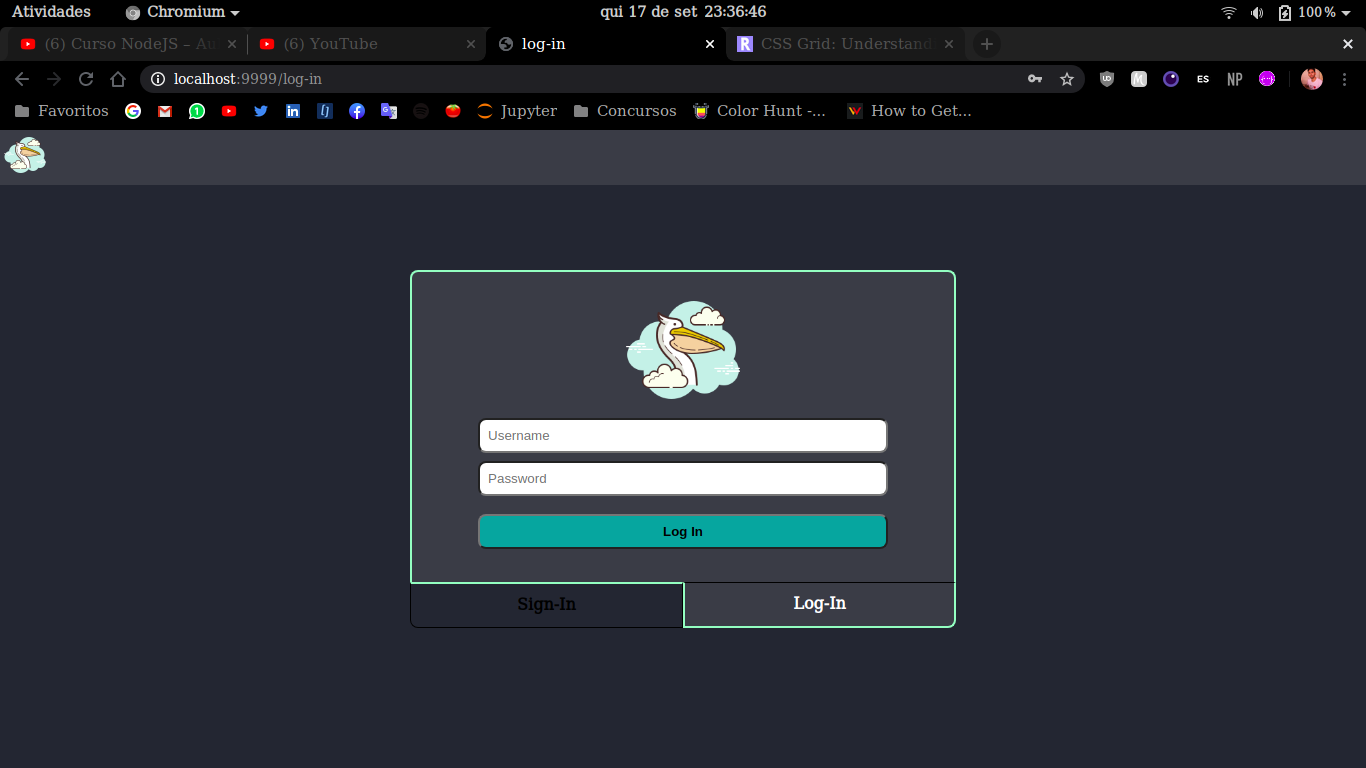 Atividades Chromium qui 17 de set 23:36:46 100%
(6) Curso NodeJS – Au (6) YouTube log-in CSS Grid: Understand
localhost:9999/log-in ES NP
Favoritos Jupyter Concursos Color Hunt -... How to Get...
Username
Password
Log In
Sign-In Log-In